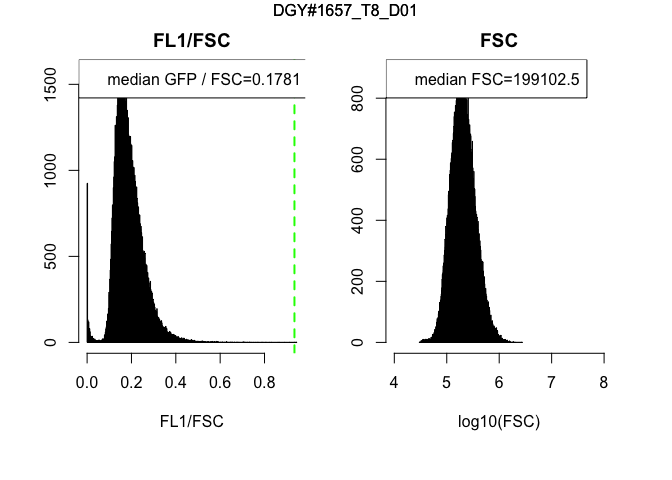 DGY#1657_T8_D01
FL1/FSC
median GFP / FSC=0.1781
1500
1000
500
0
0.0 0.2 0.4 0.6 0.8
FL1/FSC
FSC
median FSC=199102.5
800
600
400
200
0
4 5 6 7 8
log10(FSC)